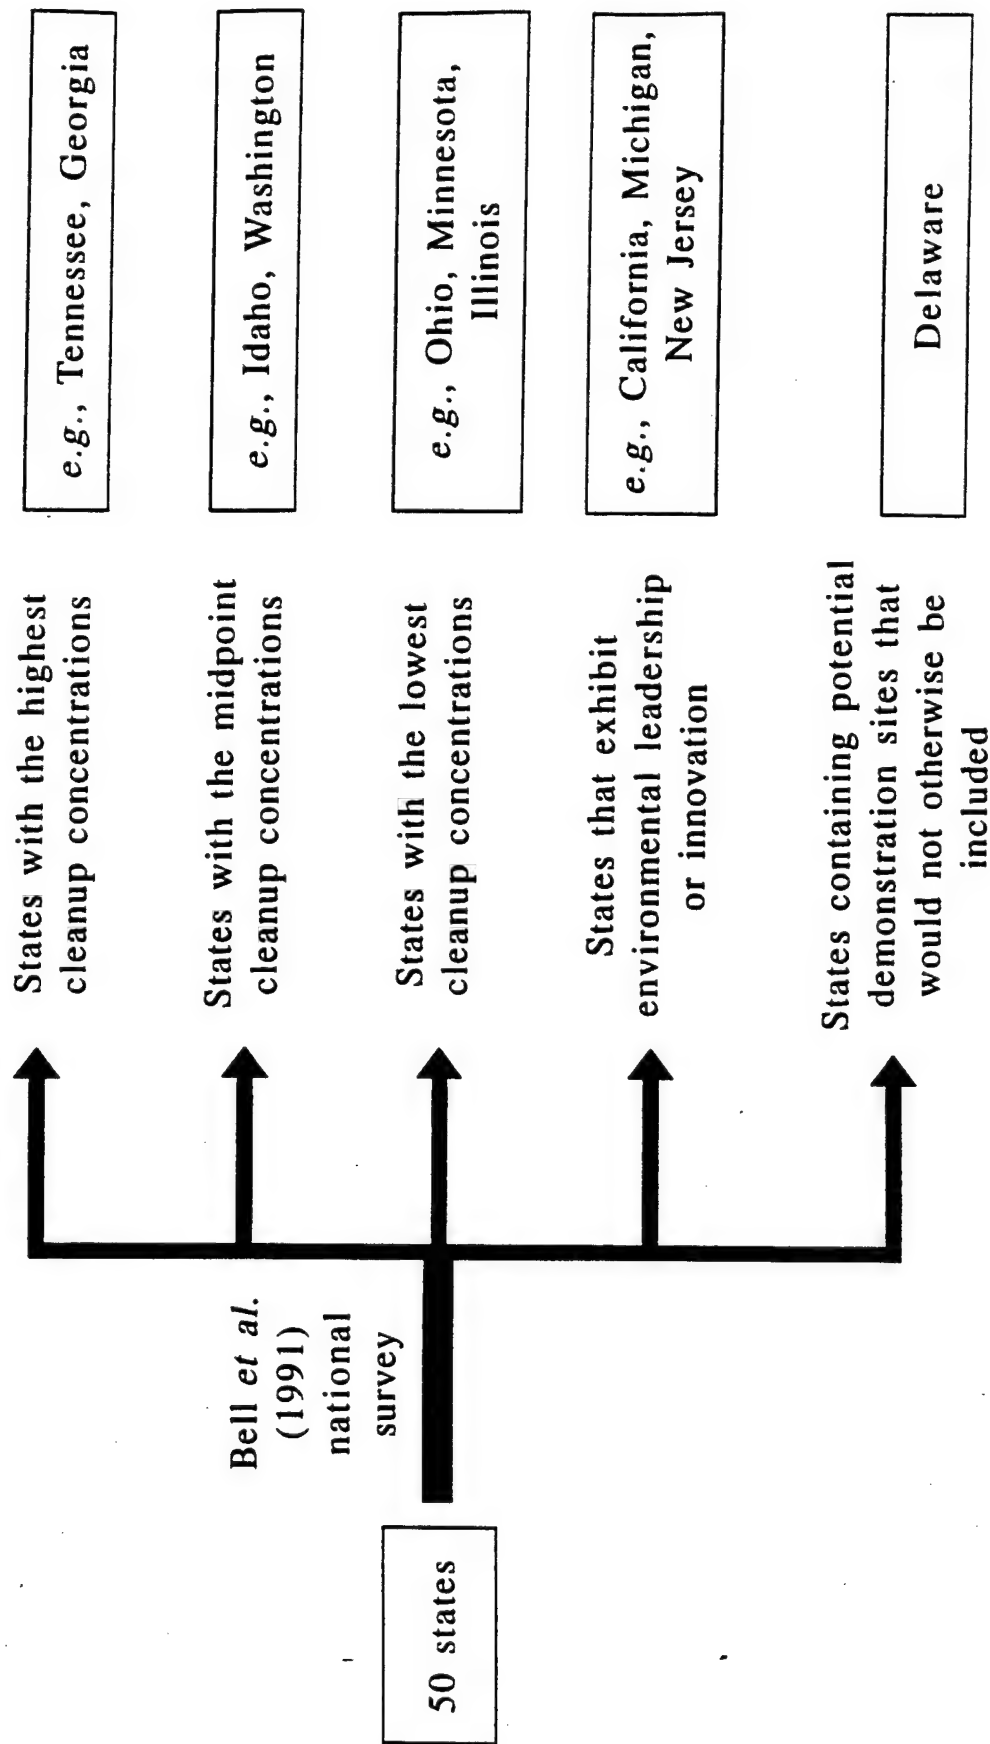 50 states
Bell et al.
(1991)
national
survey
States with the highest
cleanup concentrations
e.g., Tennessee, Georgia
States with the midpoint
cleanup concentrations
e.g., Idaho, Washington
States with the lowest
cleanup concentrations
e.g., Ohio, Minnesota,
Illinois
States that exhibit
environmental leadership
or innovation
e.g., California, Michigan,
New Jersey
States containing potential
demonstration sites that
would not otherwise be
included
Delaware